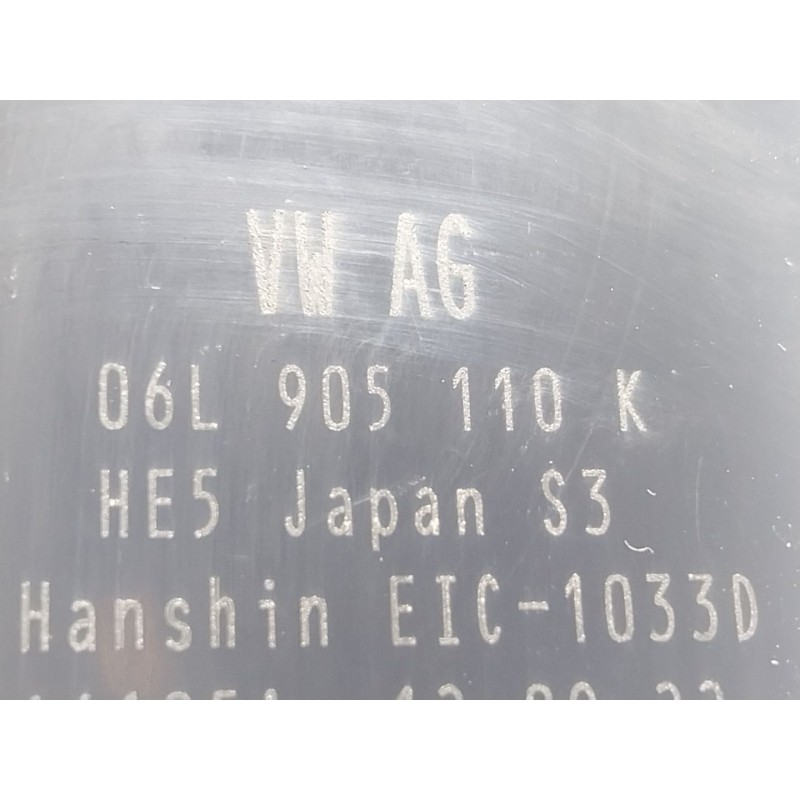 VW AG
06L 905 110 K
HE5 Japan S3
Hanshin EIC-1033D